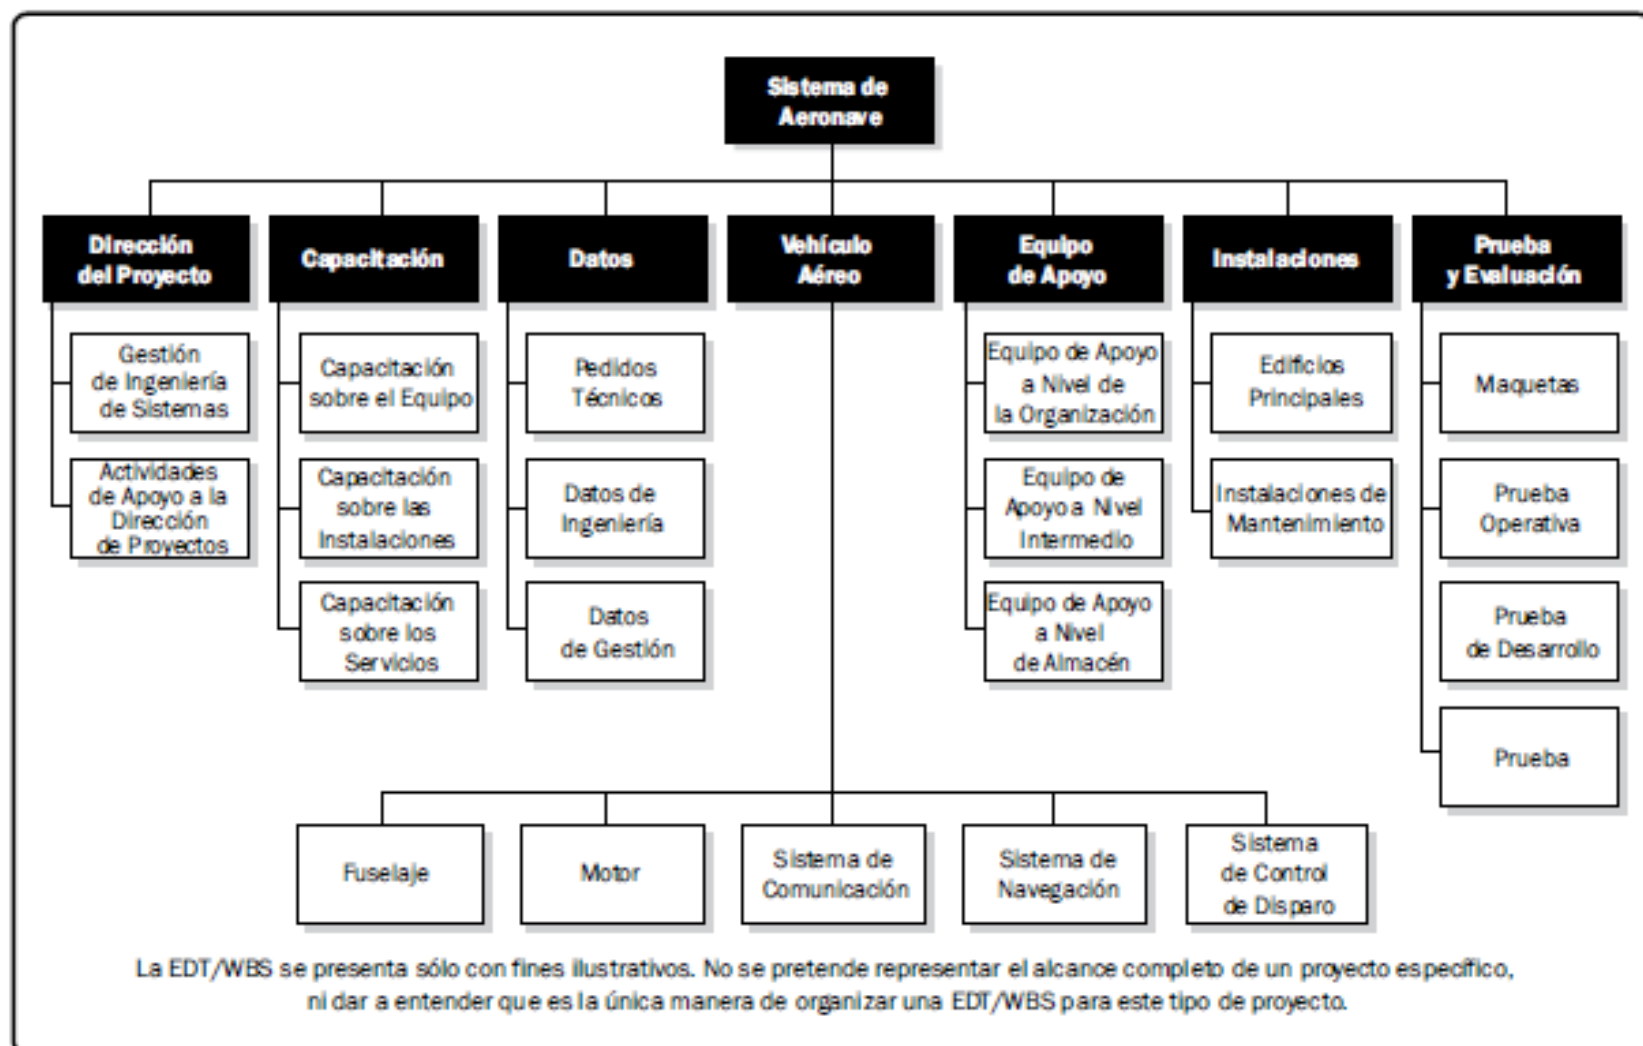 Sistema de
Aeronave
Dirección
del Proyecto
Capacitación
Datos
Vehículo
Aéreo
Equipo
de Apoyo
Instalaciones
Prueba
y Evaluación
Gestión
de Ingeniería
de Sistemas
Actividades
de Apoyo a la
Dirección
de Proyectos
Capacitación
sobre el Equipo
Capacitación
sobre las
Instalaciones
Capacitación
sobre los
Servicios
Pedidos
Técnicos
Datos de
Ingeniería
Datos
de Gestión
Equipo de Apoyo
a Nivel de
la Organización
Equipo de
Apoyo a Nivel
Intermedio
Equipo de Apoyo
a Nivel
de Almacén
Edificios
Principales
Instalaciones de
Mantenimiento
Maquetas
Prueba
Operativa
Prueba
de Desarrollo
Prueba
Fuselaje
Motor
Sistema de
Comunicación
Sistema de
Navegación
Sistema
de Control
de Disparo
La EDT/WBS se presenta sólo con fines ilustrativos. No se pretende representar el alcance completo de un proyecto específico,
ni dar a entender que es la única manera de organizar una EDT/WBS para este tipo de proyecto.